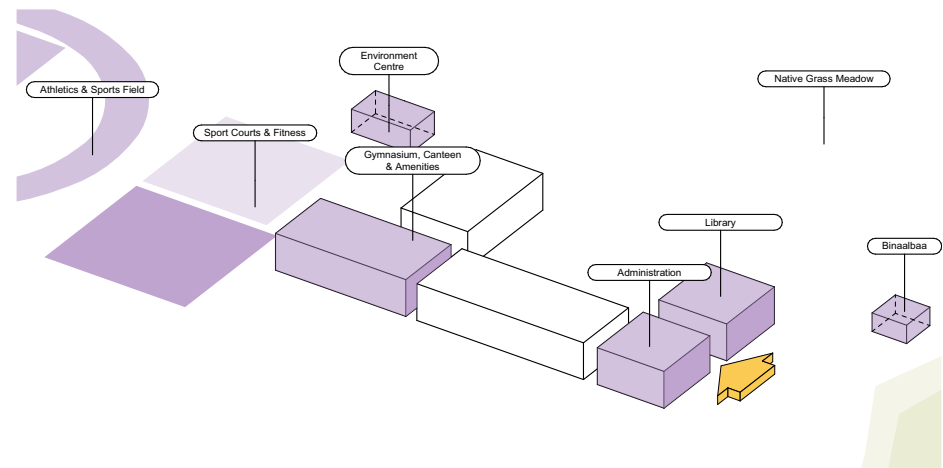 Environment
Centre
Native Grass Meadow
Athletics & Sports Field
Sport Courts & Fitness
Gymnasium, Canteen
& Amenities
Library
Binaalbaa
Administration